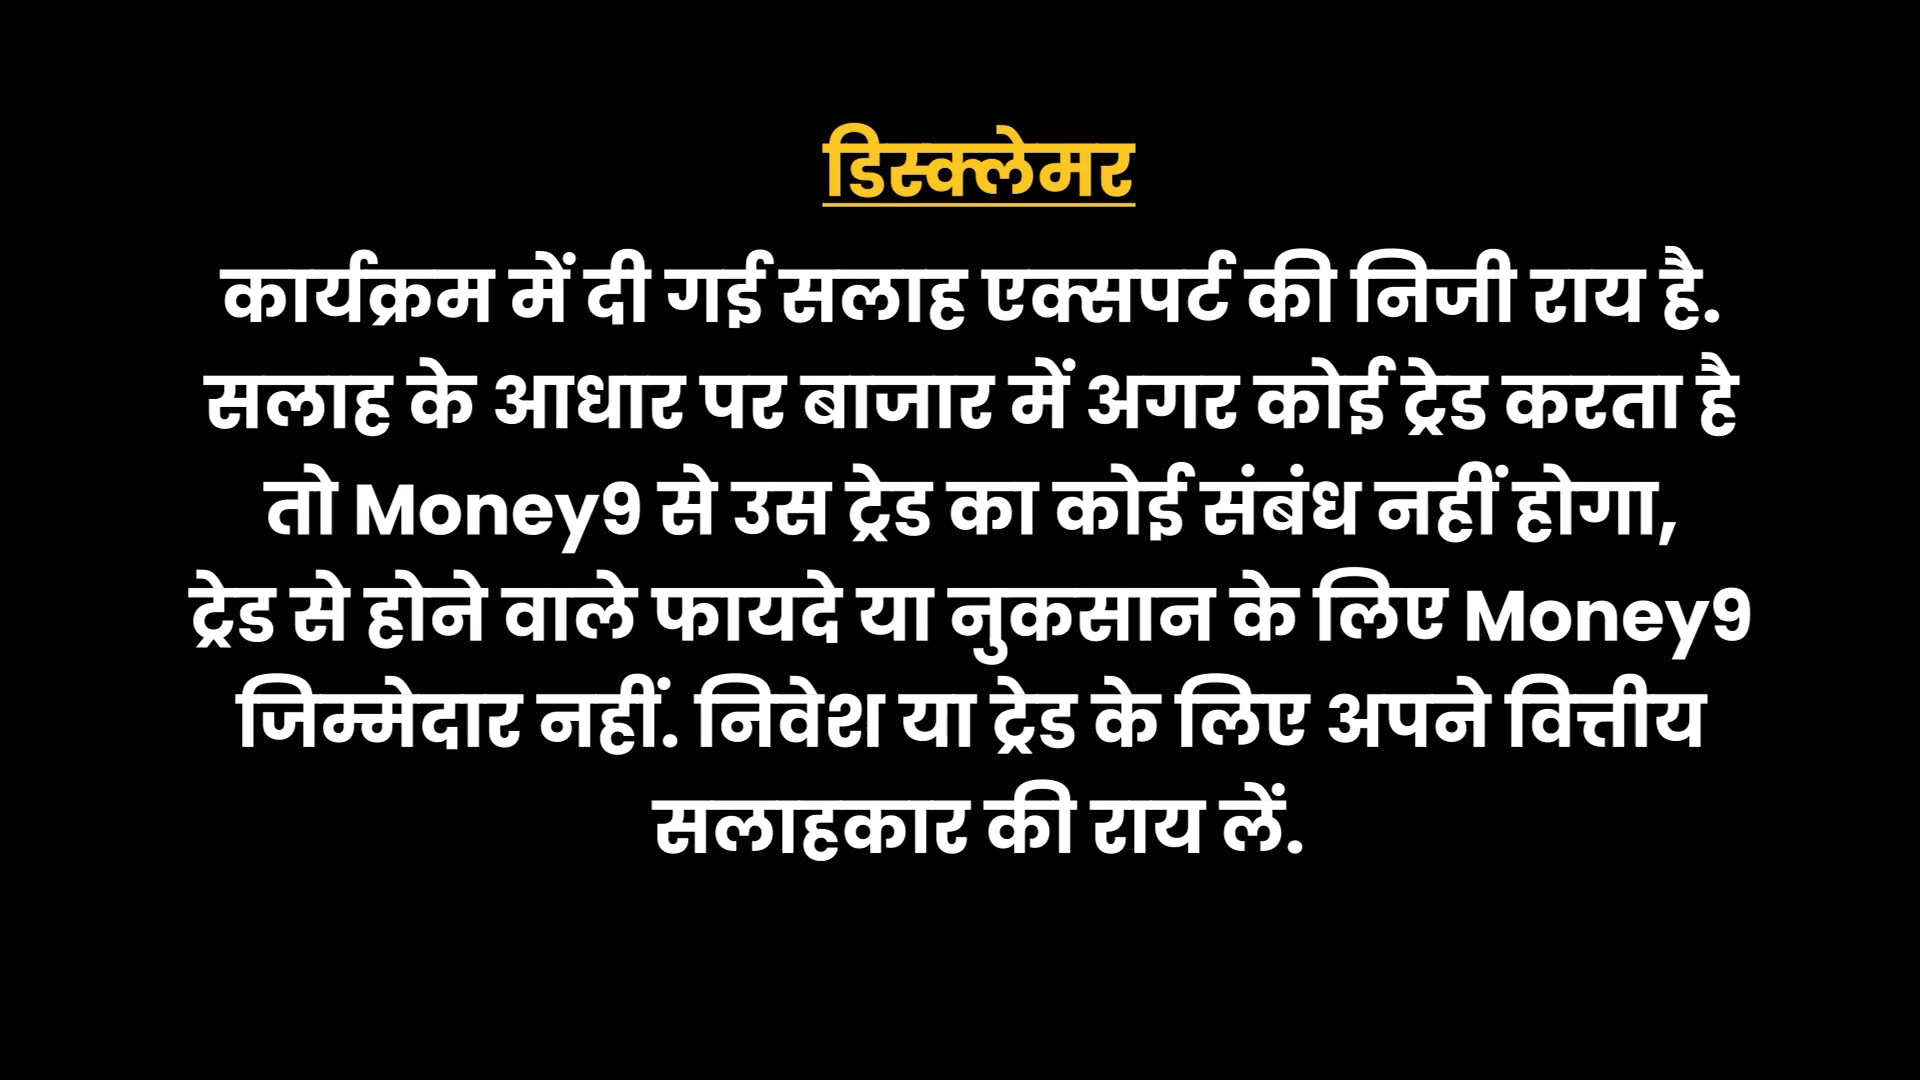 डिस्क्लेमर
कार्यक्रम में दी गई सलाह एक्सपर्ट की निजी राय है.
सलाह के आधार पर बाजार में अगर कोई ट्रेड करता है
तो Money9 से उस ट्रेड का कोई संबंध नहीं होगा,
ट्रेड से होने वाले फायदे या नुकसान के लिए Money9
जिम्मेदार नहीं. निवेश या ट्रेड के लिए अपने वित्तीय
सलाहकार की राय लें.